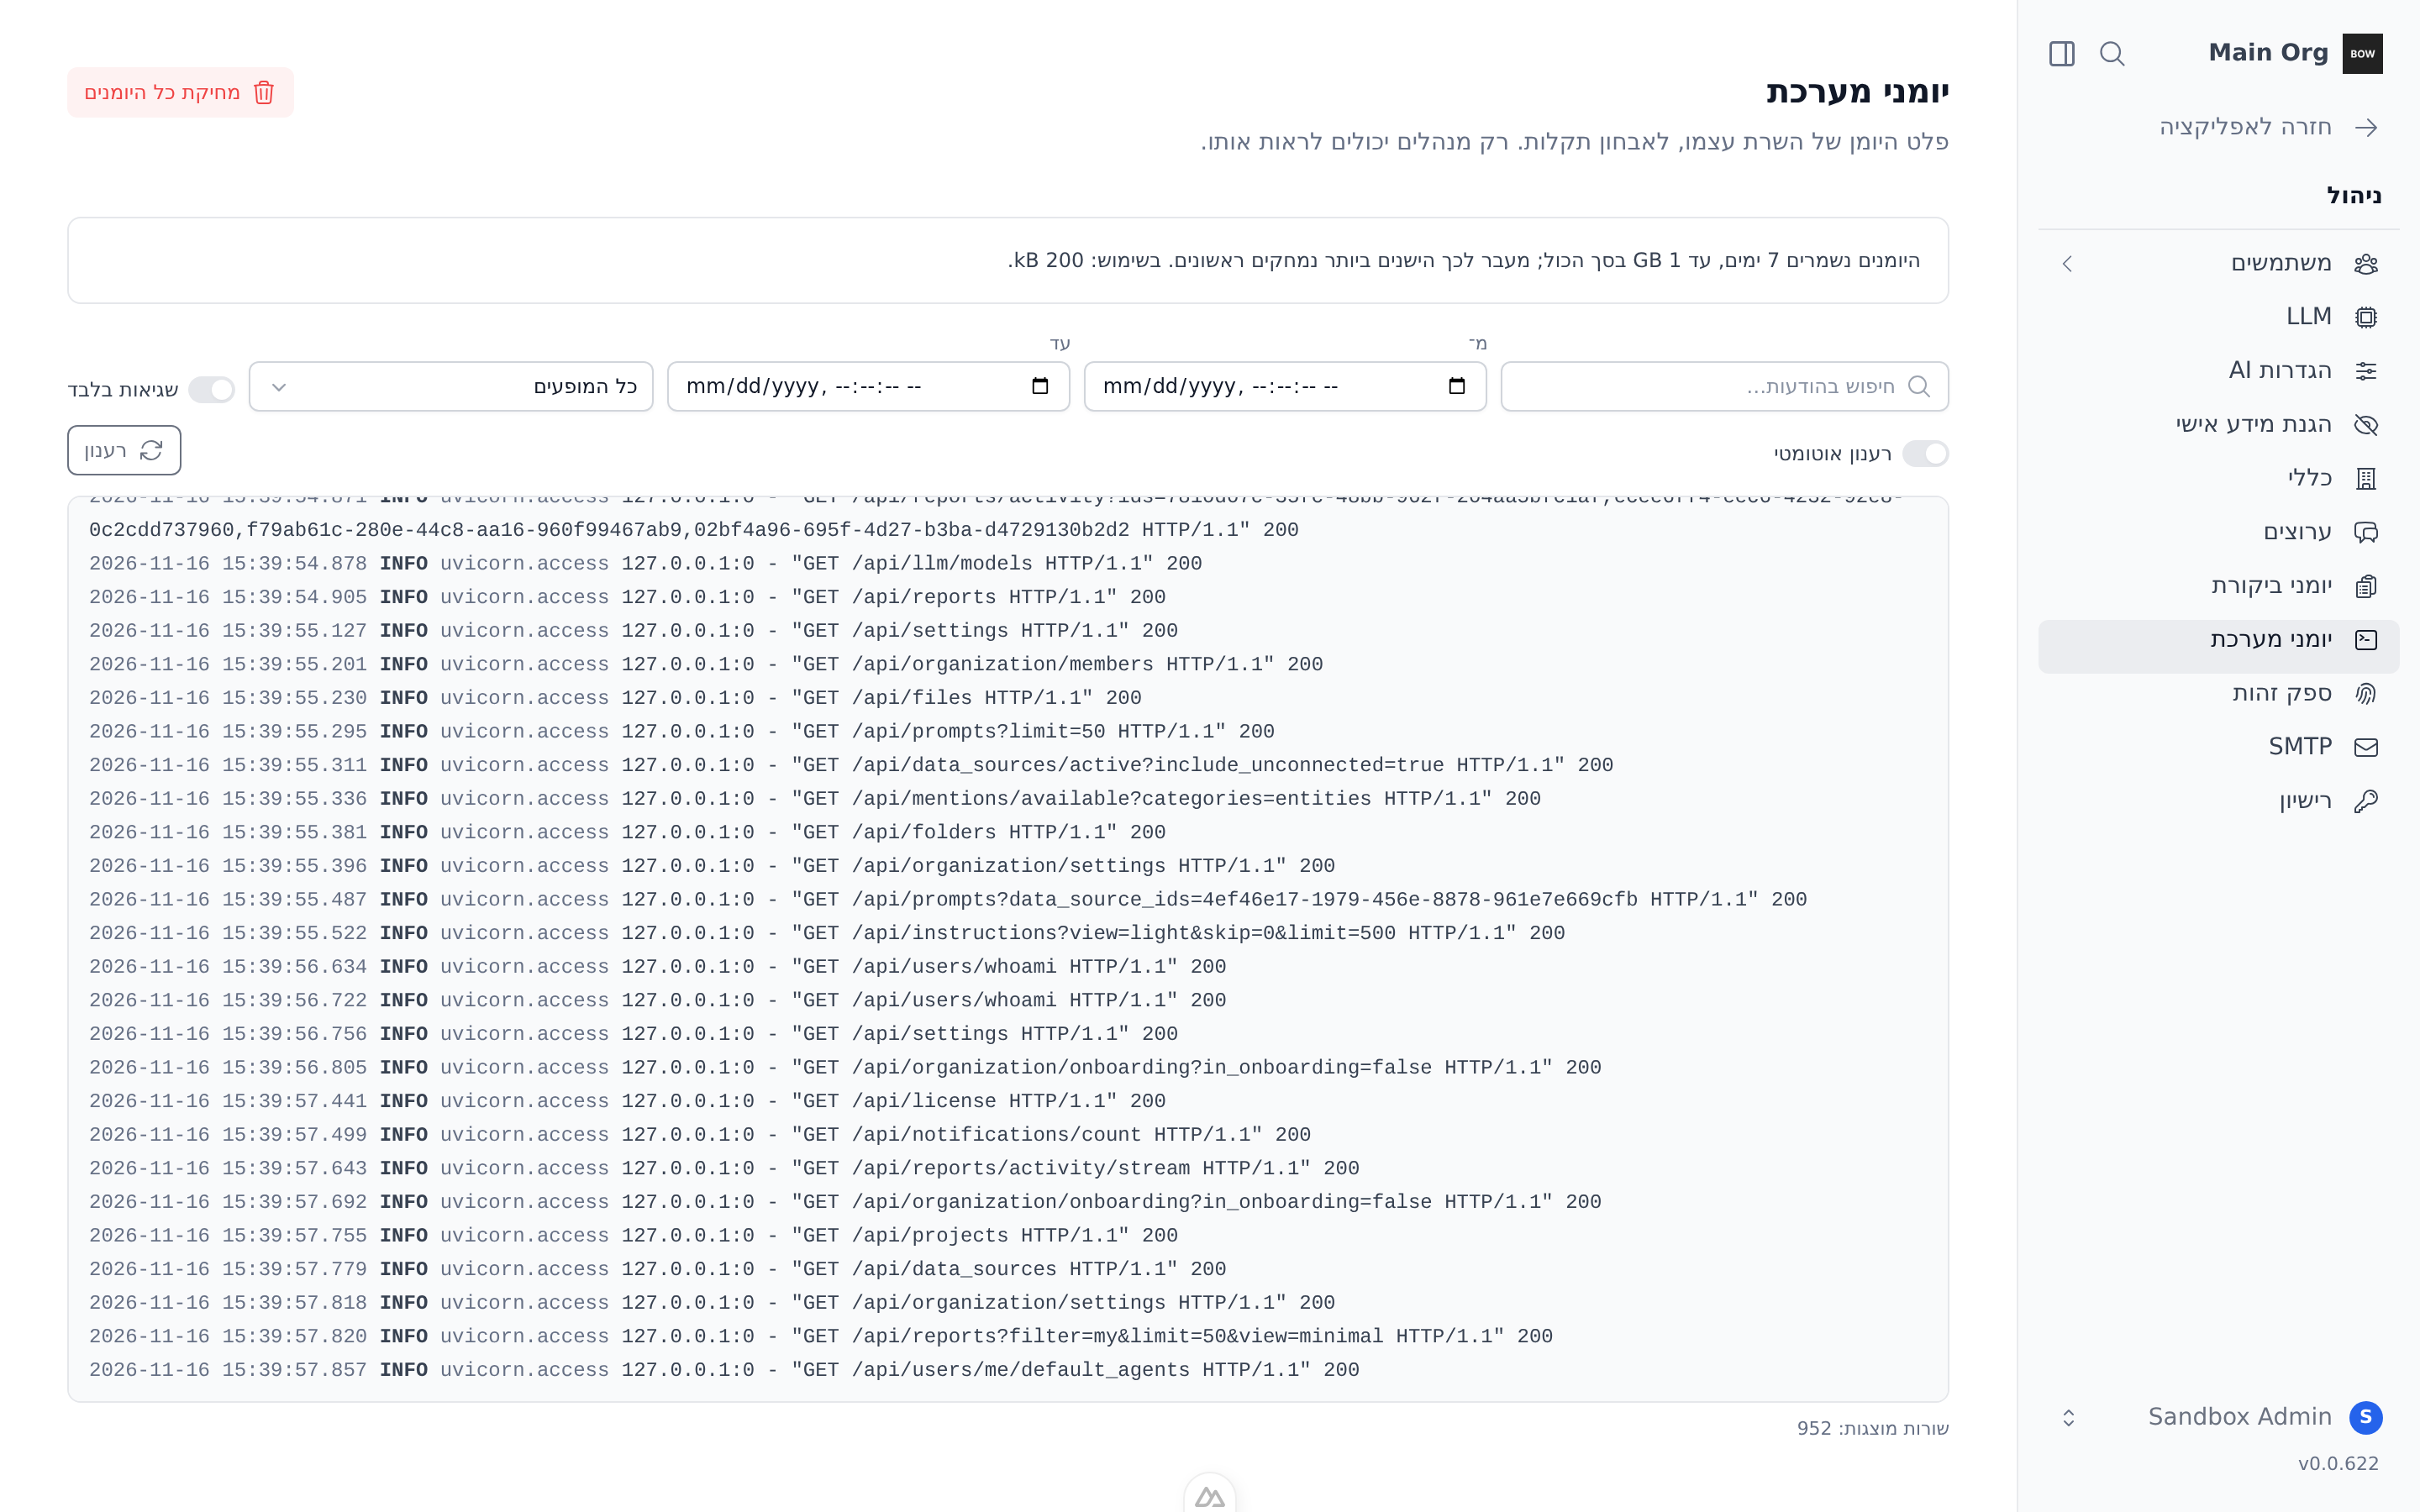 Main Org
BOW
חזרה לאפליקציה
ניהול
משתמשים
LLM
הגדרות AI
הגנת מידע אישי
כללי
ערוצים
יומני ביקורת
יומני מערכת
ספק זהות
SMTP
רישיון
Sandbox Admin
S
v0.0.622
יומני מערכת
מחיקת כל היומנים
פלט היומן של השרת עצמו, לאבחון תקלות. רק מנהלים יכולים לראות אותו.
היומנים נשמרים 7 ימים, עד 1 GB בסך הכול; מעבר לכך הישנים ביותר נמחקים ראשונים. בשימוש: 200 kB.
מ־
עד
חיפוש בהודעות...
mm/dd/yyyy, --:--:-- --
mm/dd/yyyy, --:--:-- --
כל המופעים
שגיאות בלבד
רענון אוטומטי
רענון
2026-11-16 15:39:54.871 INFO uvicorn.access 127.0.0.1:0 - "GET
0c2cdd737960,f79ab61c-280e-44c8-aa16-960f99467ab9,02bf4a96-695f-4d27-b3ba-d4729130b2d2 HTTP/1.1" 200
2026-11-16 15:39:54.878 INFO uvicorn.access 127.0.0.1:0 - "GET /api/llm/models HTTP/1.1" 200
2026-11-16 15:39:54.905 INFO uvicorn.access 127.0.0.1:0 - "GET /api/reports HTTP/1.1" 200
2026-11-16 15:39:55.127 INFO uvicorn.access 127.0.0.1:0 - "GET /api/settings HTTP/1.1" 200
2026-11-16 15:39:55.201 INFO uvicorn.access 127.0.0.1:0 - "GET /api/organization/members HTTP/1.1" 200
2026-11-16 15:39:55.230 INFO uvicorn.access 127.0.0.1:0 - "GET /api/files HTTP/1.1" 200
2026-11-16 15:39:55.295 INFO uvicorn.access 127.0.0.1:0 - "GET /api/prompts?limit=50 HTTP/1.1" 200
2026-11-16 15:39:55.311 INFO uvicorn.access 127.0.0.1:0 - "GET /api/data_sources/active?include_unconnected=true HTTP/1.1" 200
2026-11-16 15:39:55.336 INFO uvicorn.access 127.0.0.1:0 - "GET /api/mentions/available?categories=entities HTTP/1.1" 200
2026-11-16 15:39:55.381 INFO uvicorn.access 127.0.0.1:0 - "GET /api/folders HTTP/1.1" 200
2026-11-16 15:39:55.396 INFO uvicorn.access 127.0.0.1:0 - "GET /api/organization/settings HTTP/1.1" 200
2026-11-16 15:39:55.487 INFO uvicorn.access 127.0.0.1:0 - "GET /api/prompts?data_source_ids=4ef46e17-1979-456e-8878-961e7e669cfb HTTP/1.1" 200
2026-11-16 15:39:55.522 INFO uvicorn.access 127.0.0.1:0 - "GET /api/instructions?view=light&skip=0&limit=500 HTTP/1.1" 200
2026-11-16 15:39:56.634 INFO uvicorn.access 127.0.0.1:0 - "GET /api/users/whoami HTTP/1.1" 200
2026-11-16 15:39:56.722 INFO uvicorn.access 127.0.0.1:0 - "GET /api/users/whoami HTTP/1.1" 200
2026-11-16 15:39:56.756 INFO uvicorn.access 127.0.0.1:0 - "GET /api/settings HTTP/1.1" 200
2026-11-16 15:39:56.805 INFO uvicorn.access 127.0.0.1:0 - "GET /api/organization/onboarding?in_onboarding=false HTTP/1.1" 200
2026-11-16 15:39:57.441 INFO uvicorn.access 127.0.0.1:0 - "GET /api/license HTTP/1.1" 200
2026-11-16 15:39:57.499 INFO uvicorn.access 127.0.0.1:0 - "GET /api/notifications/count HTTP/1.1" 200
2026-11-16 15:39:57.643 INFO uvicorn.access 127.0.0.1:0 - "GET /api/reports/activity/stream HTTP/1.1" 200
2026-11-16 15:39:57.692 INFO uvicorn.access 127.0.0.1:0 - "GET /api/organization/onboarding?in_onboarding=false HTTP/1.1" 200
2026-11-16 15:39:57.755 INFO uvicorn.access 127.0.0.1:0 - "GET /api/projects HTTP/1.1" 200
2026-11-16 15:39:57.779 INFO uvicorn.access 127.0.0.1:0 - "GET /api/data_sources HTTP/1.1" 200
2026-11-16 15:39:57.818 INFO uvicorn.access 127.0.0.1:0 - "GET /api/organization/settings HTTP/1.1" 200
2026-11-16 15:39:57.820 INFO uvicorn.access 127.0.0.1:0 - "GET /api/reports?filter=my&limit=50&view=minimal HTTP/1.1" 200
2026-11-16 15:39:57.857 INFO uvicorn.access 127.0.0.1:0 - "GET /api/users/me/default_agents HTTP/1.1" 200
שורות מוצגות: 952